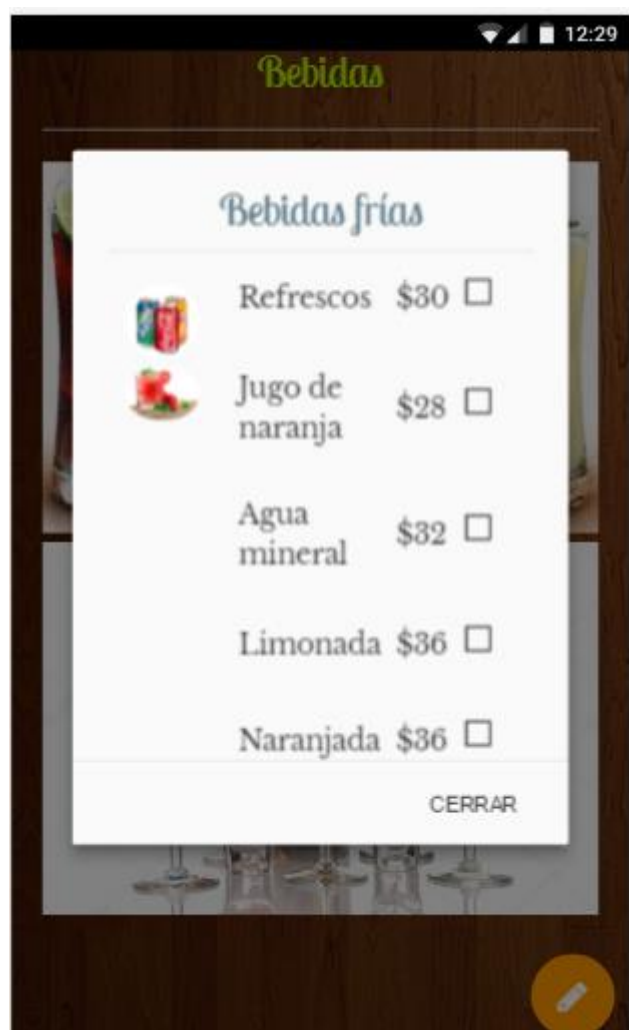 12:29
Bebidas
Bebidas frías
Refrescos $30
Jugo de
naranja
$28
Agua
mineral
$32
Limonada $36
Naranjada $36
CERRAR